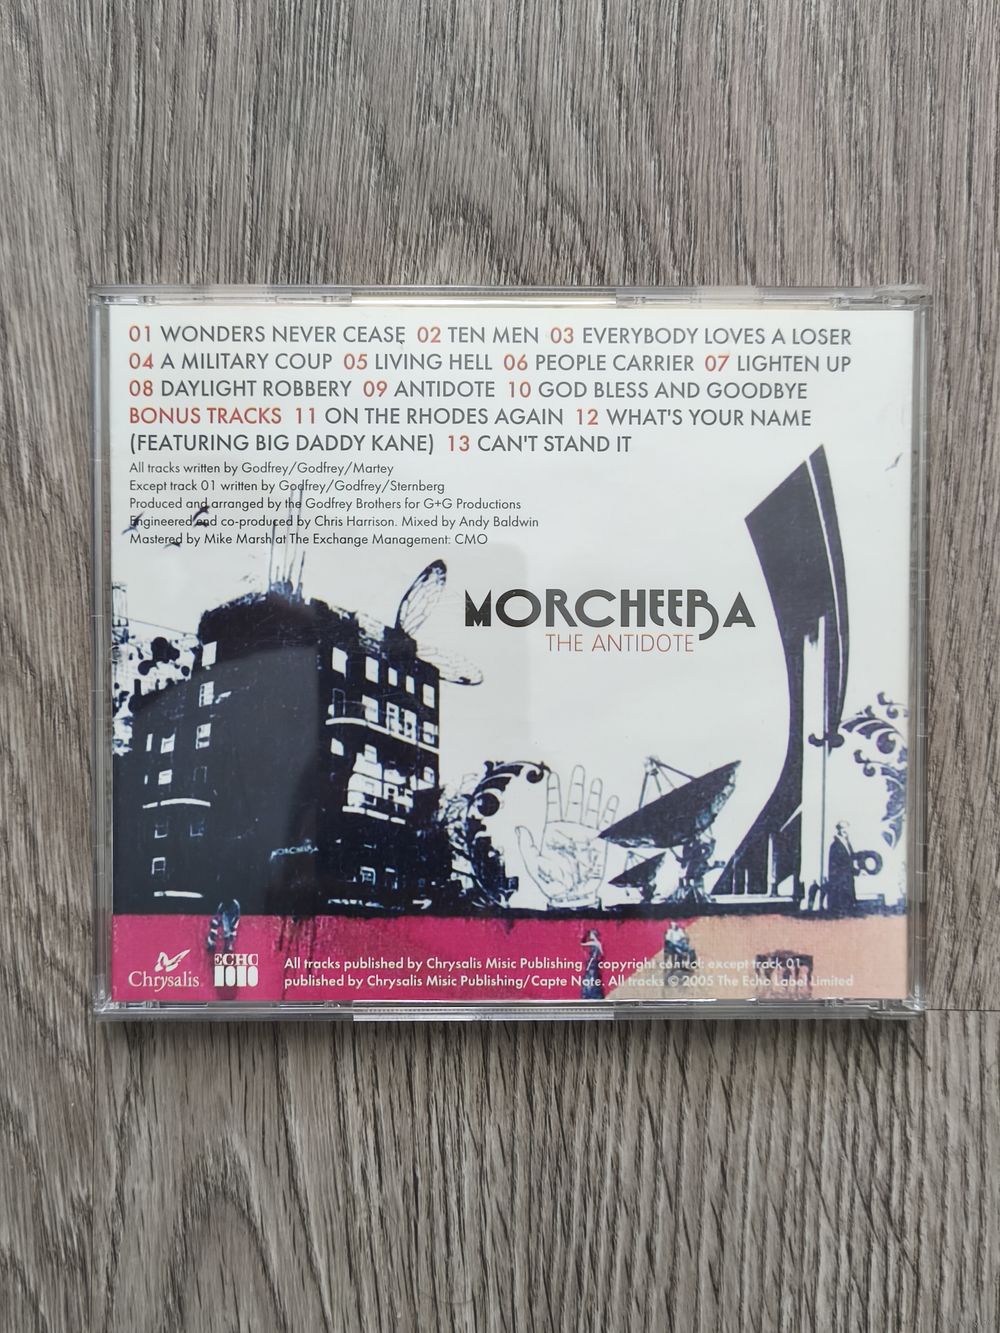 01 WONDERS NEVER CEASE 02 TEN MEN 03 EVERYBODY LOVES A LOSER
04 A MILITARY COUP 05 LIVING HELL 06 PEOPLE CARRIER 07 LIGHTEN UP
08 DAYLIGHT ROBBERY 09 ANTIDOTE 10 GOD BLESS AND GOODBYE
BONUS TRACKS 11 ON THE RHODES AGAIN 12 WHAT'S YOUR NAME
(FEATURING BIG DADDY KANE) 13 CAN'T STAND IT
All tracks written by Godfrey/Godfrey/Martey
Except track 01 written by Godfrey/Godfrey/Sternberg
Produced and arranged by the Godfrey Brothers for G+G Productions
Engineered and co-produced by Chris Harrison. Mixed by Andy Baldwin
Mastered by Mike Marsh at The Exchange Management: CMO
MORCHEEBA
THE ANTIDOTE
MORCHEEBA
Chrysalis
ECHO
All tracks published by Chrysalis Misic Publishing / copyright control: except track 01
published by Chrysalis Misic Publishing/Capte Note. All tracks © 2005 The Echo Label Limited